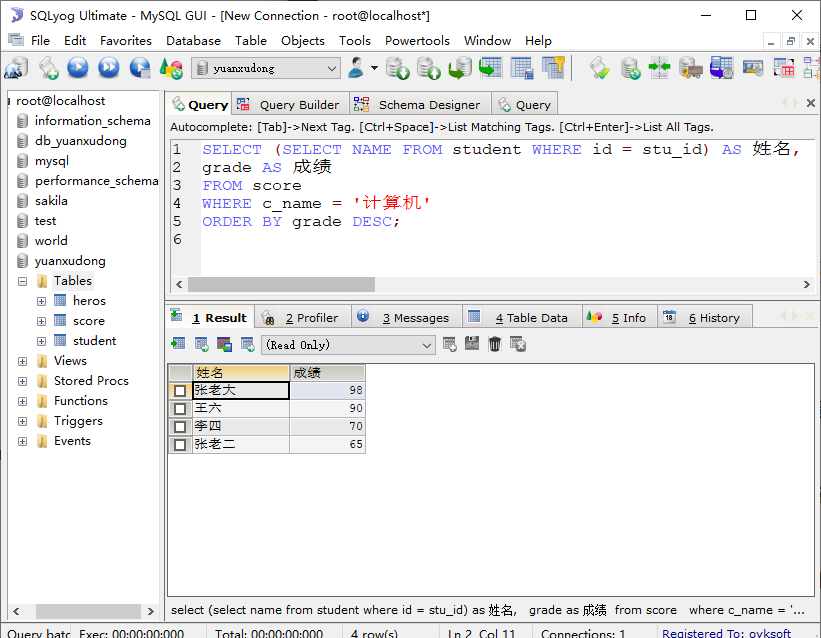 SQLyog Ultimate - MySQL GUI - [New Connection - root@localhost*]
File Edit Favorites Database Table Objects Tools Powertools Window Help
yuanxudong
root@localhost
information_schema
db_yuanxudong
mysql
performance_schema
sakila
test
world
yuanxudong
Tables
heros
score
student
Views
Stored Procs
Functions
Triggers
Events
Query Query Builder Schema Designer Query
Autocomplete: [Tab]->Next Tag. [Ctrl+Space]->List Matching Tags. [Ctrl+Enter]->List All Tags.
1 SELECT (SELECT NAME FROM student WHERE id = stu_id) AS 姓名,
2 grade AS 成绩
3 FROM score
4 WHERE c_name = '计算机'
5 ORDER BY grade DESC;
6
1 Result 2 Profiler 3 Messages 4 Table Data 5 Info 6 History
(Read Only)
姓名 成绩
张老大 98
王六 90
李四 70
张老二 65
select (select name from student where id = stu_id) as 姓名, grade as 成绩 from score where c_name = '...
Query batc Exec: 00:00:00:000 Total: 00:00:00:000 4 row(s) Ln 2, Col 11 Connections: 1 Registered To: ovksoft